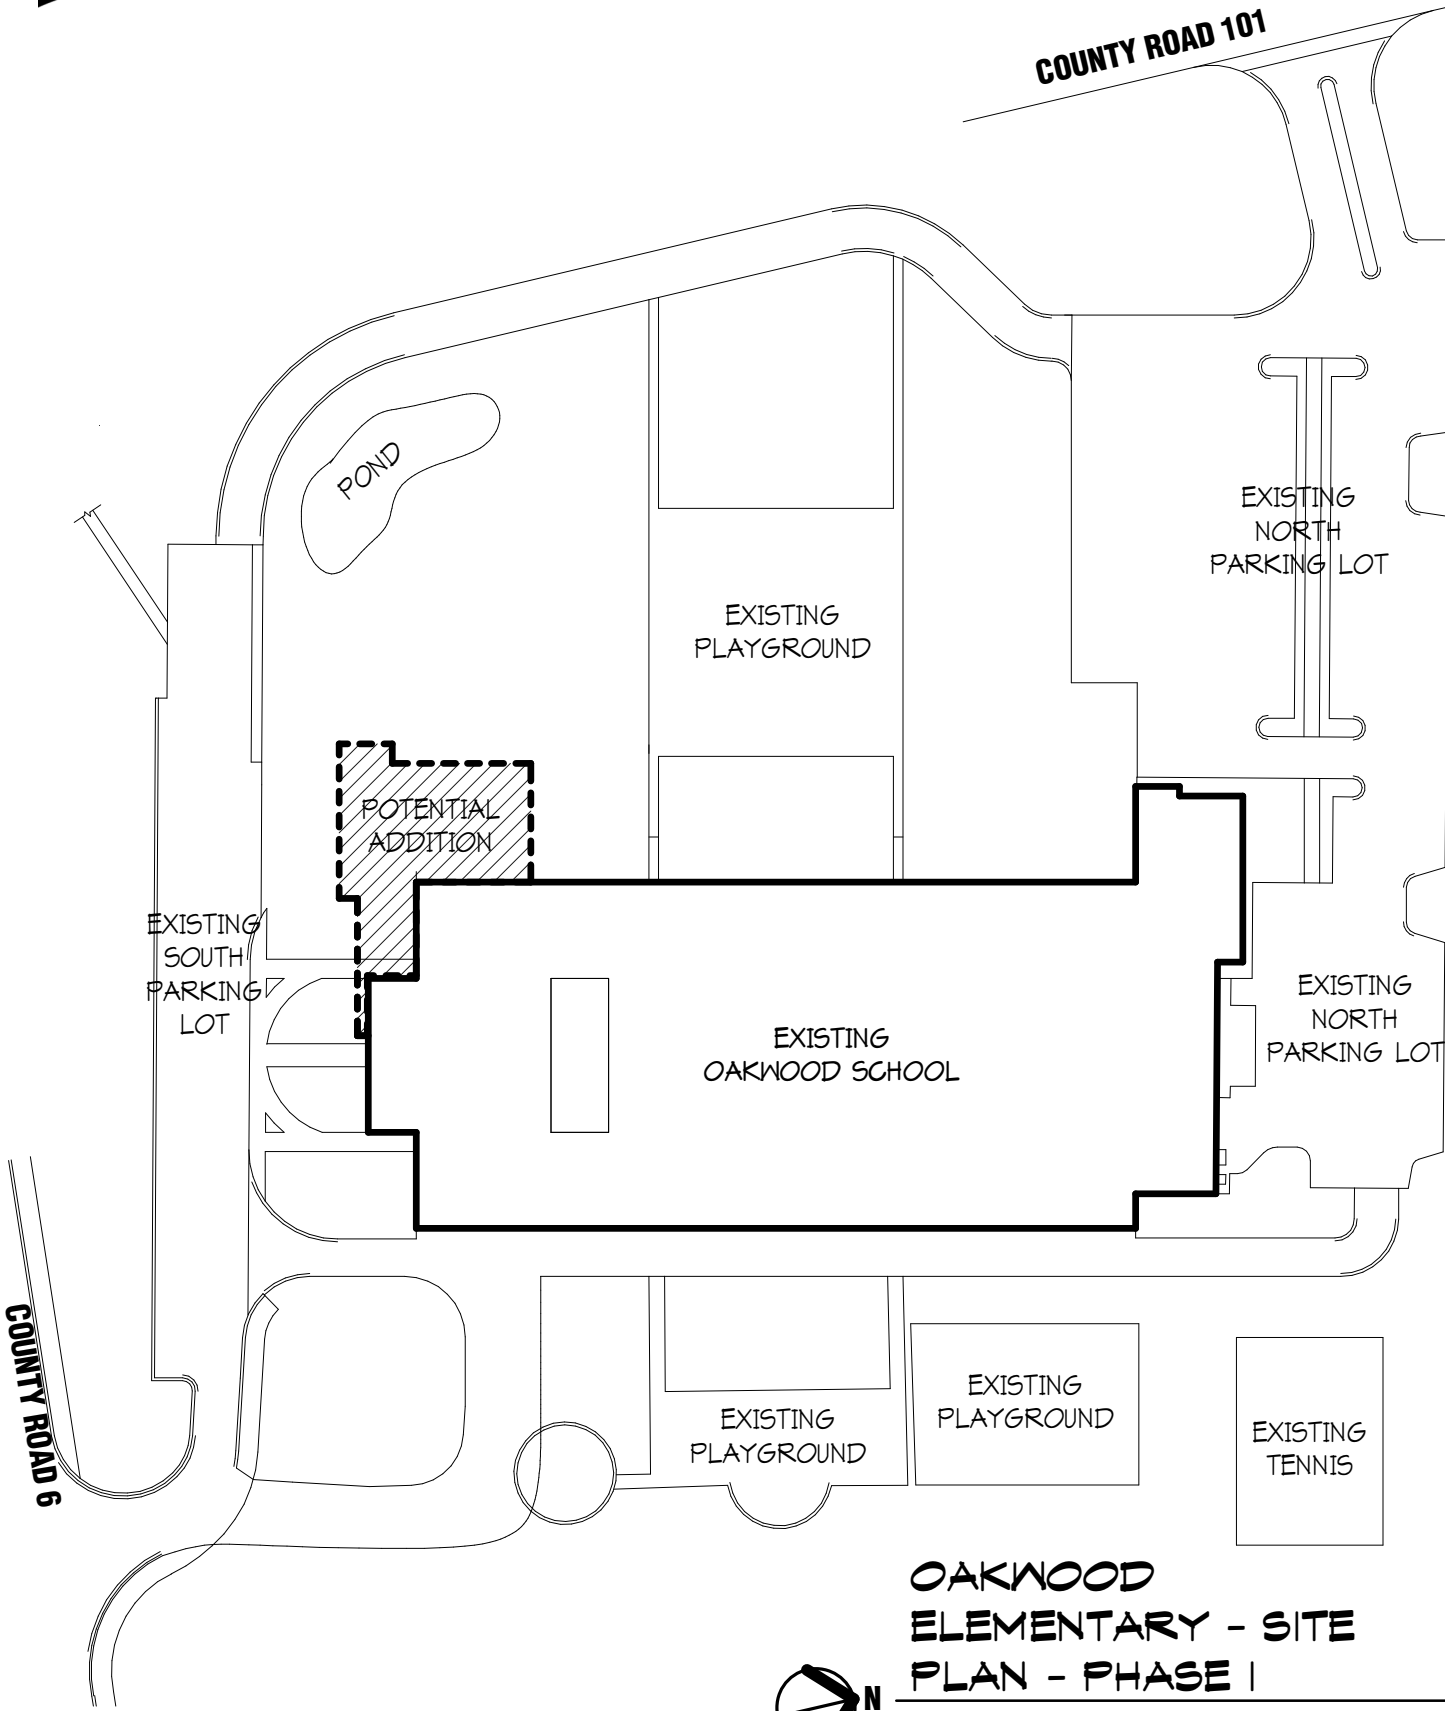 COUNTY ROAD 101
POND
EXISTING
NORTH
PARKING LOT
EXISTING
PLAYGROUND
POTENTIAL
ADDITION
EXISTING
SOUTH
PARKING
LOT
EXISTING
OAKWOOD SCHOOL
EXISTING
NORTH
PARKING LOT
COUNTY ROAD 6
EXISTING
PLAYGROUND
EXISTING
PLAYGROUND
EXISTING
TENNIS
OAKWOOD
ELEMENTARY - SITE
PLAN - PHASE I
N